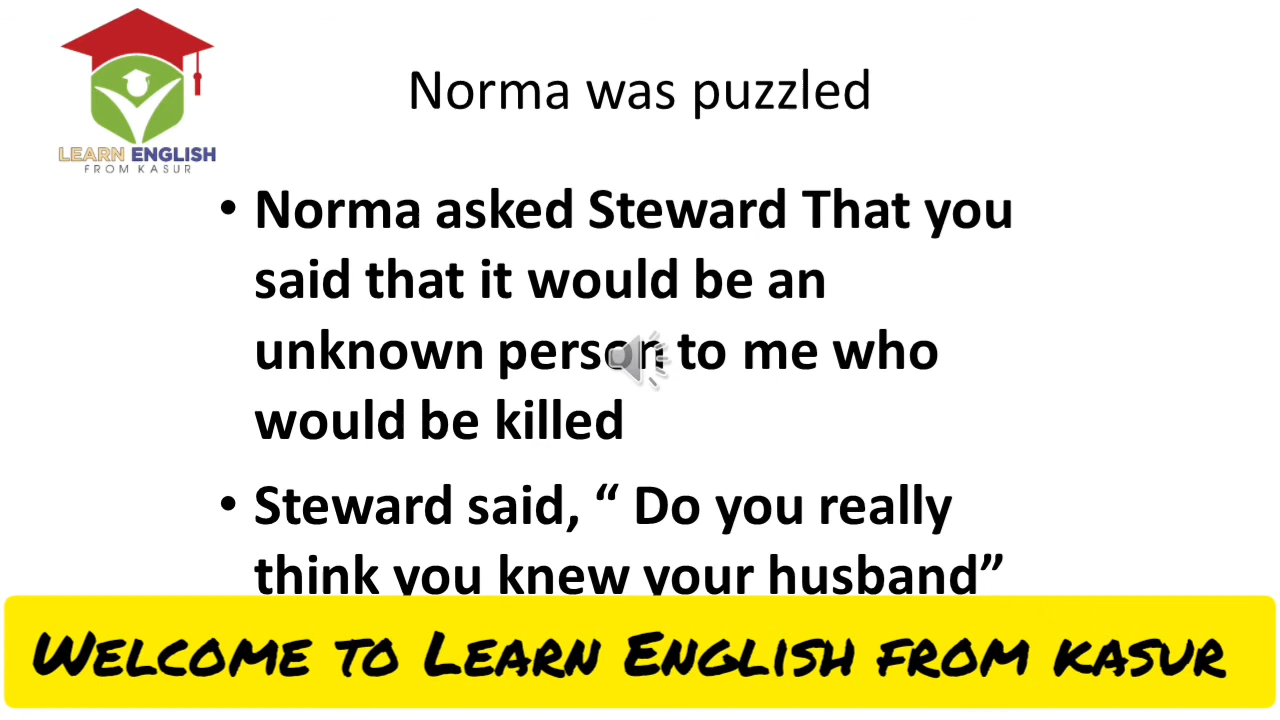 LEARN ENGLISH
FROM KASUR
Norma was puzzled
• Norma asked Steward That you
said that it would be an
unknown person to me who
would be killed
• Steward said, “ Do you really
think you knew your husband”
WELCOME TO LEARN ENGLISH FROM KASUR